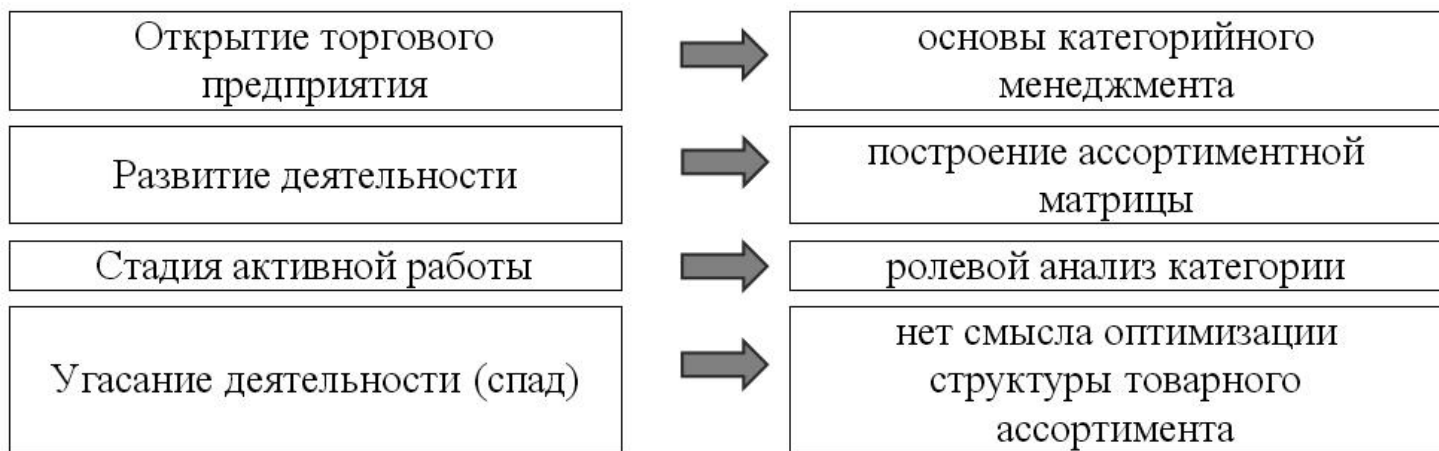 Открытие торгового
предприятия
основы категорийного
менеджмента
Развитие деятельности
построение ассортиментной
матрицы
Стадия активной работы
ролевой анализ категории
Угасание деятельности (спад)
нет смысла оптимизации
структуры товарного
ассортимента